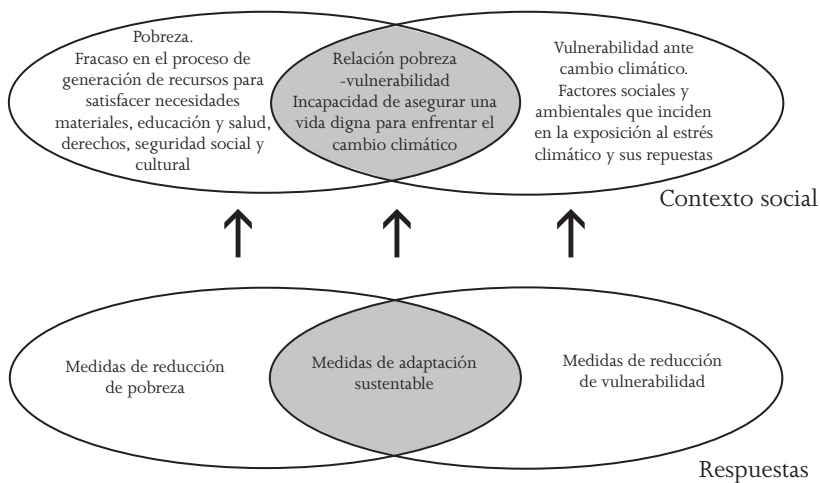 Pobreza.
Fracaso en el proceso de
generación de recursos para
satisfacer necesidades
materiales, educación y salud,
derechos, seguridad social y
cultural
Relación pobreza
-vulnerabilidad
Incapacidad de asegurar una
vida digna para enfrentar el
cambio climático
Vulnerabilidad ante
cambio climático.
Factores sociales y
ambientales que inciden
en la exposición al estrés
climático y sus repuestas
Contexto social
Medidas de reducción
de pobreza
Medidas de adaptación
sustentable
Medidas de reducción
de vulnerabilidad
Respuestas